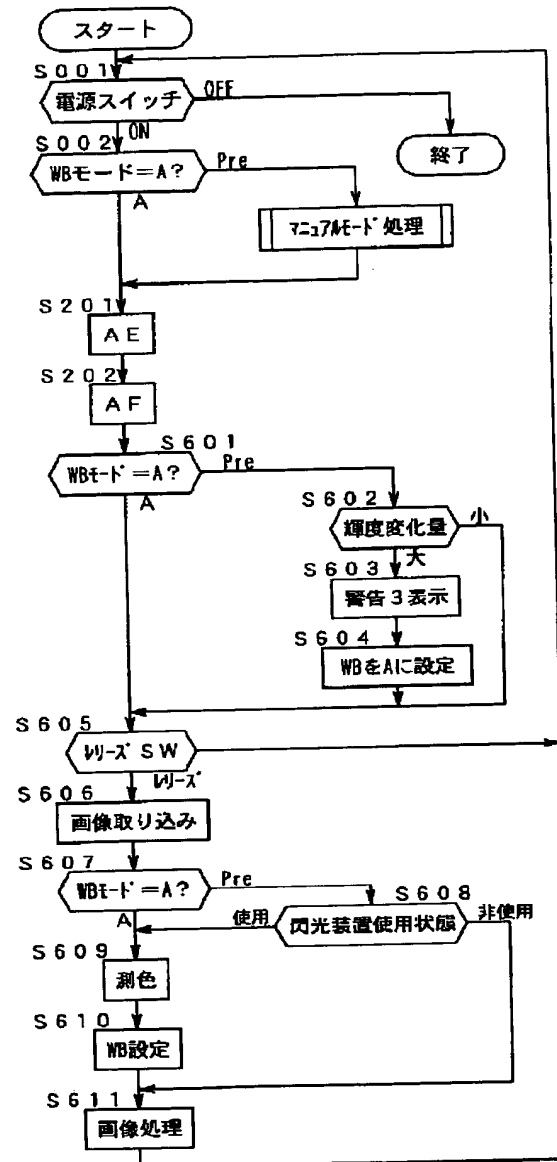 スタート
S001
電源スイッチ
OFF
ON
終了
S002
WBモード=A?
Pre
A
マニュアルモード処理
S201
AE
S202
AF
S601
WBモード=A?
Pre
A
S602
輝度変化量
小
大
S603
警告3表示
S604
WBをAに設定
S605
レリーズSW
レリーズ
S606
画像取り込み
S607
WBモード=A?
Pre
A
S608
閃光装置使用状態
使用
非使用
S609
測色
S610
WB設定
S611
画像処理